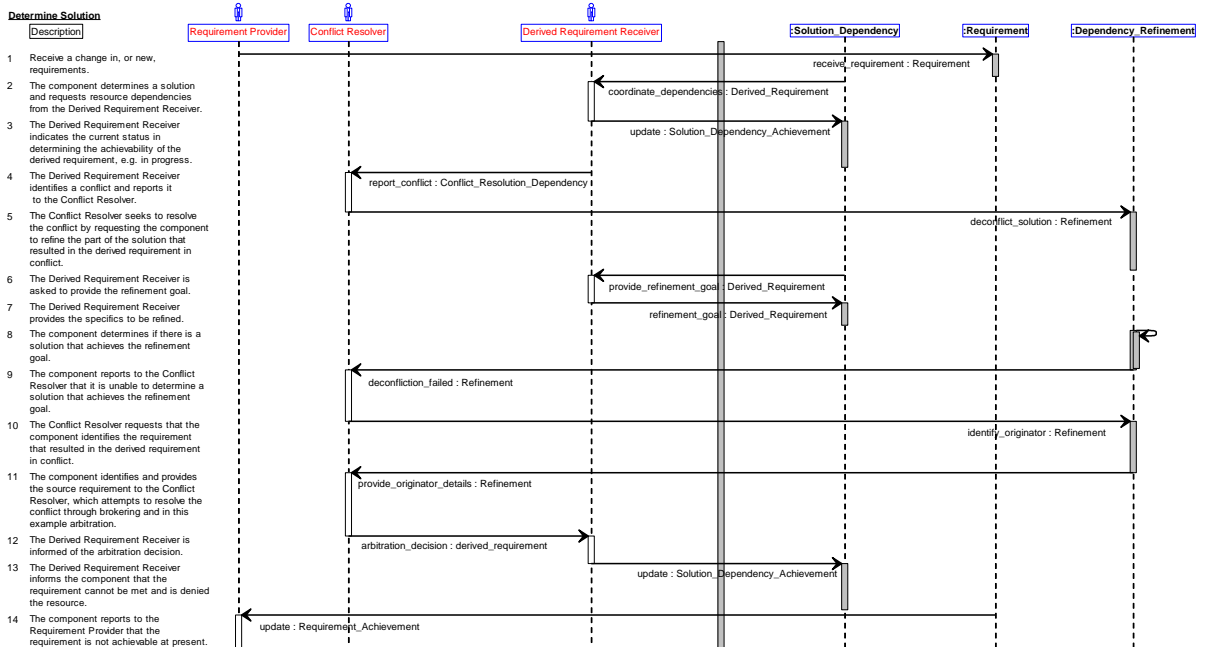 Determine Solution
Description
Requirement Provider
Conflict Resolver
Derived Requirement Receiver
:Solution_Dependency
:Requirement
:Dependency_Refinement
1 Receive a change in, or new,
requirements.
receive_requirement : Requirement
2 The component determines a solution
and requests resource dependencies
from the Derived Requirement Receiver.
coordinate_dependencies : Derived_Requirement
3 The Derived Requirement Receiver
indicates the current status in
determining the achievability of the
derived requirement, e.g. in progress.
update : Solution_Dependency_Achievement
4 The Derived Requirement Receiver
identifies a conflict and reports it
to the Conflict Resolver.
report_conflict : Conflict_Resolution_Dependency
5 The Conflict Resolver seeks to resolve
the conflict by requesting the component
to refine the part of the solution that
resulted in the derived requirement in
conflict.
deconflict_solution : Refinement
6 The Derived Requirement Receiver is
asked to provide the refinement goal.
provide_refinement_goal : Derived_Requirement
7 The Derived Requirement Receiver
provides the specifics to be refined.
refinement_goal : Derived_Requirement
8 The component determines if there is a
solution that achieves the refinement
goal.
9 The component reports to the Conflict
Resolver that it is unable to determine a
solution that achieves the refinement
goal.
deconfliction_failed : Refinement
10 The Conflict Resolver requests that the
component identifies the requirement
that resulted in the derived requirement
in conflict.
identify_originator : Refinement
11 The component identifies and provides
the source requirement to the Conflict
Resolver, which attempts to resolve the
conflict through brokering and in this
example arbitration.
provide_originator_details : Refinement
12 The Derived Requirement Receiver is
informed of the arbitration decision.
arbitration_decision : derived_requirement
13 The Derived Requirement Receiver
informs the component that the
requirement cannot be met and is denied
the resource.
update : Solution_Dependency_Achievement
14 The component reports to the
Requirement Provider that the
requirement is not achievable at present.
update : Requirement_Achievement